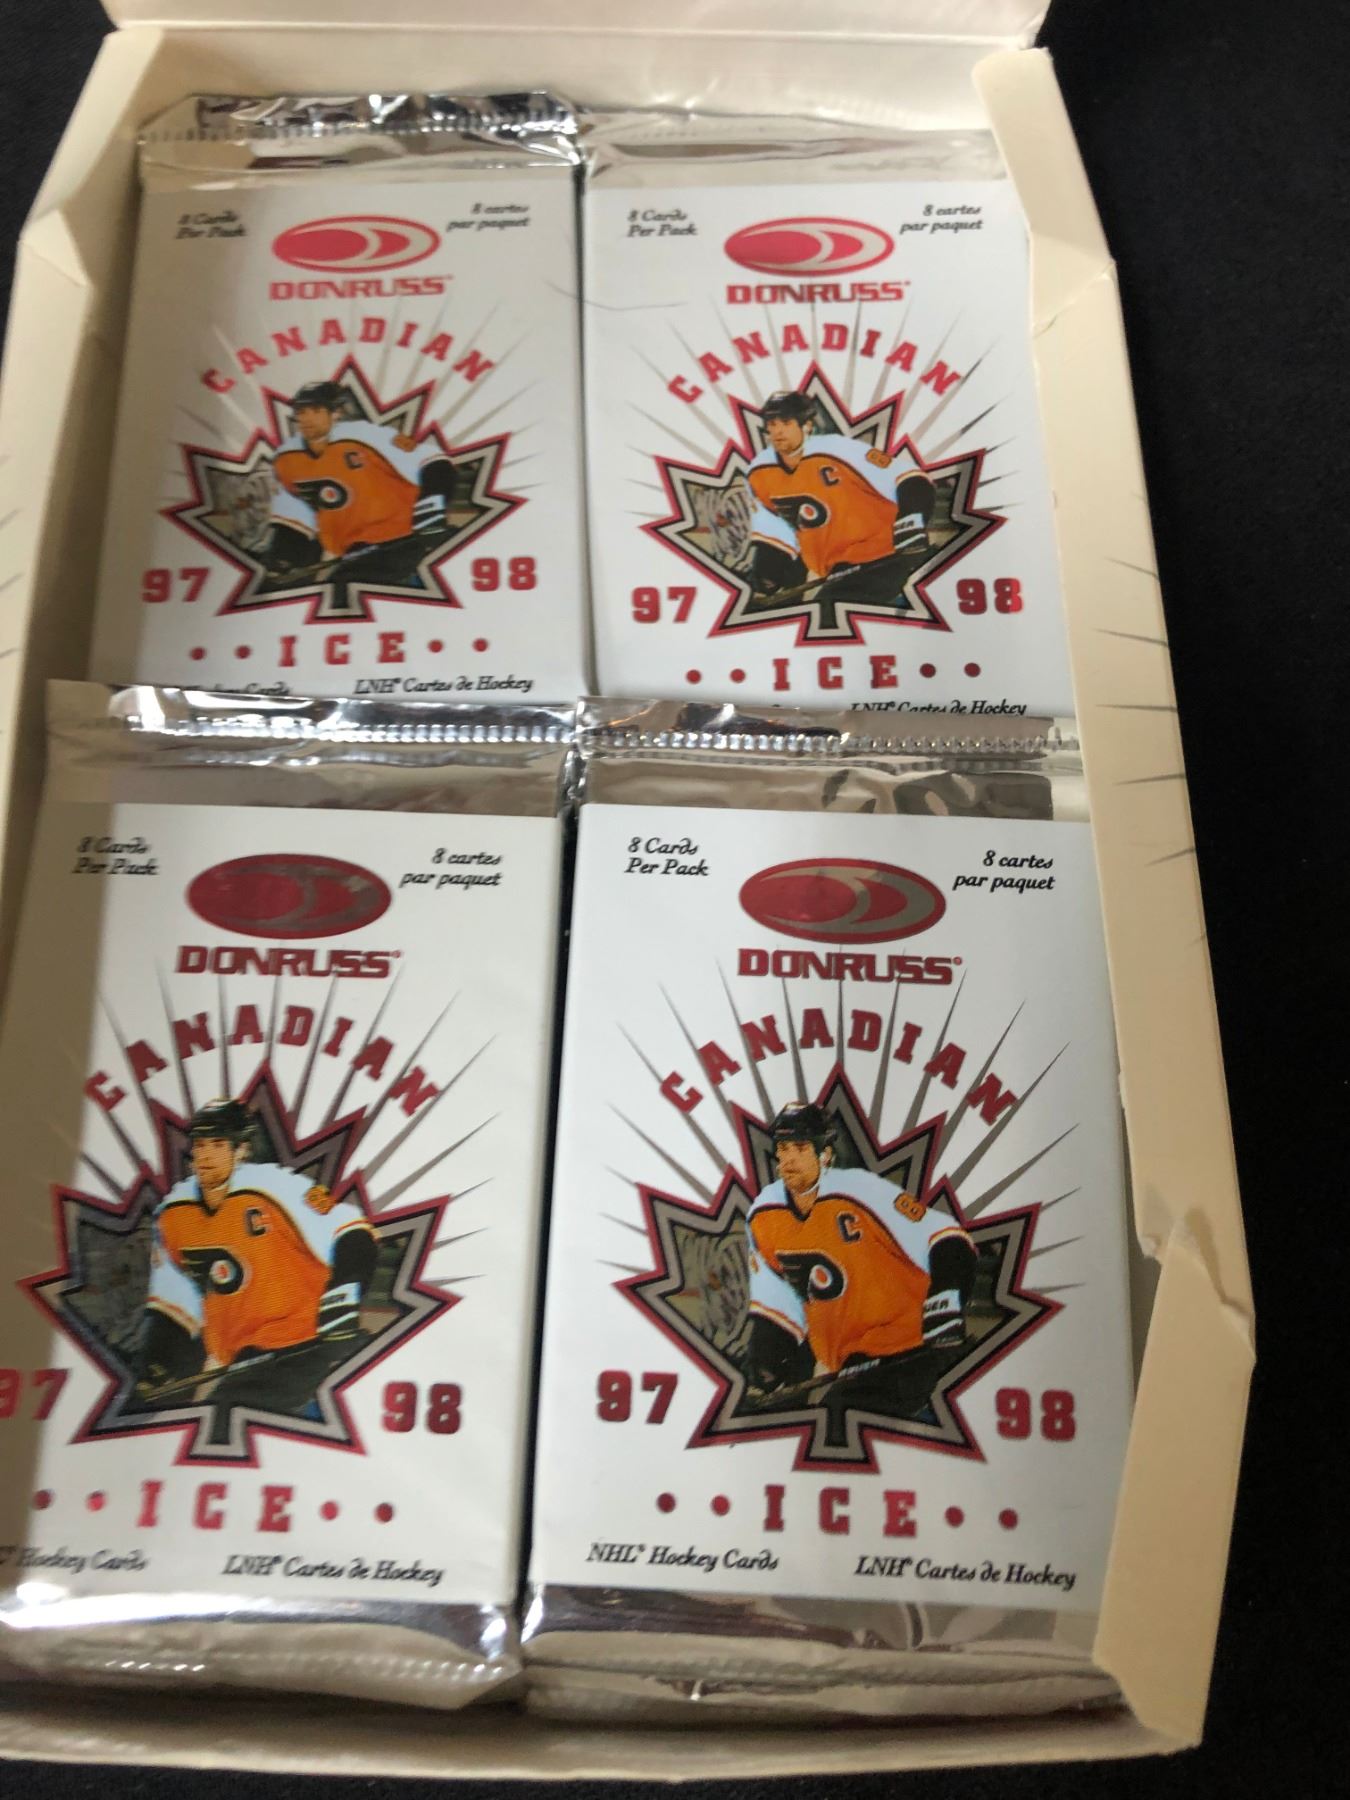 8 Cards
Per Pack
8 cartes
par paquet
DONRUSS
CANADIAN
C
97
98
• • ICE • •
Cards
LNH® Cartes de Hockey
8 Cards
Per Pack
8 cartes
par paquet
DONRUSS
CANADIAN
C
88
97
98
• • ICE • •
LNH® Cartes de Hockey
8 Cards
Per Pack
8 cartes
par paquet
DONRUSS®
CANADIAN
C
97
98
• • ICE • •
Hockey Cards
LNH® Cartes de Hockey
8 Cards
Per Pack
8 cartes
par paquet
DONRUSS®
CANADIAN
C
97
98
• • ICE • •
NHL® Hockey Cards
LNH® Cartes de Hockey